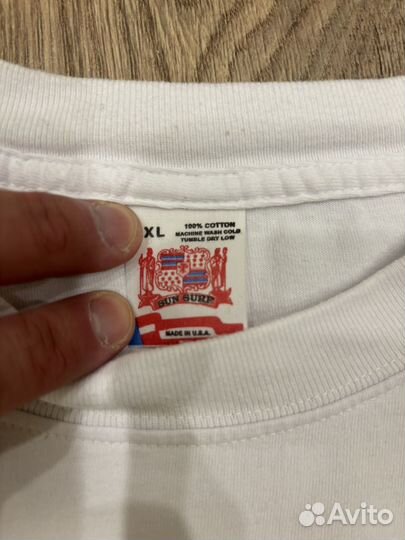 XL
100% COTTON
MACHINE WASH COLD
TUMBLE DRY LOW
SUN SURF
MADE IN U.S.A.
Avito